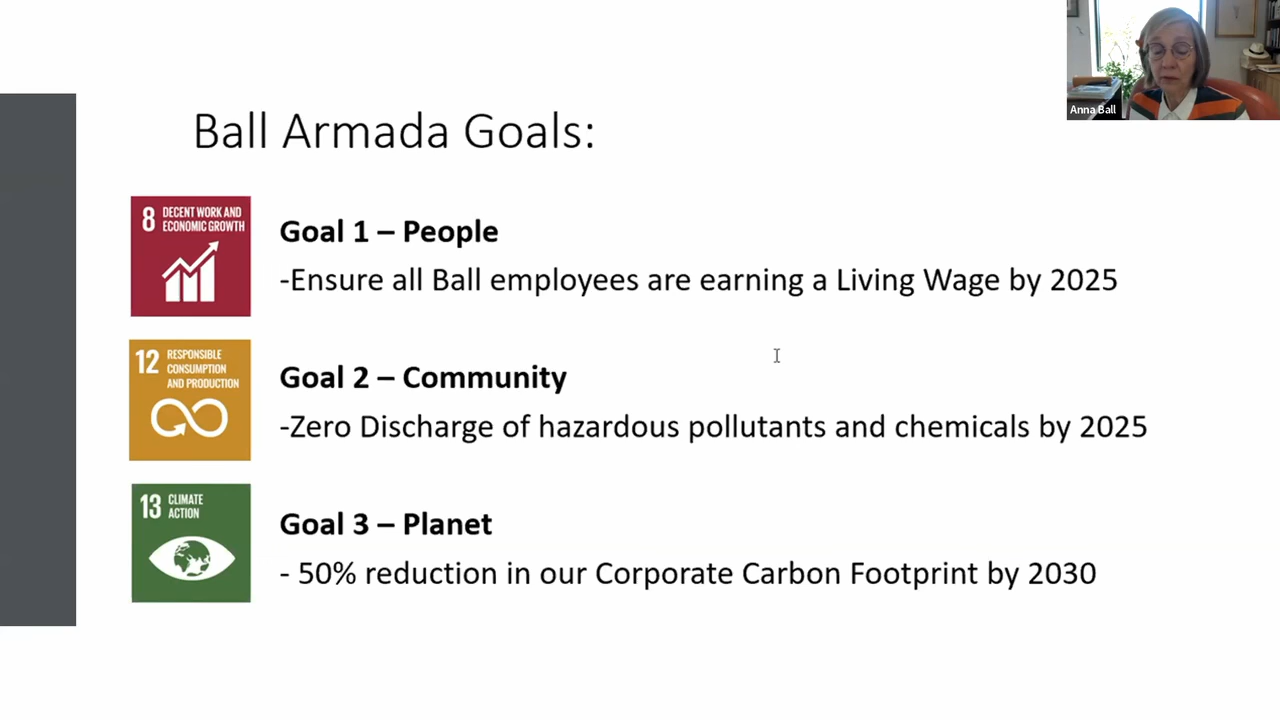 Anna Ball
Ball Armada Goals:
8 DECENT WORK AND
ECONOMIC GROWTH
Goal 1 – People
-Ensure all Ball employees are earning a Living Wage by 2025
12 RESPONSIBLE
CONSUMPTION
AND PRODUCTION
Goal 2 – Community
-Zero Discharge of hazardous pollutants and chemicals by 2025
13 CLIMATE
ACTION
Goal 3 – Planet
- 50% reduction in our Corporate Carbon Footprint by 2030